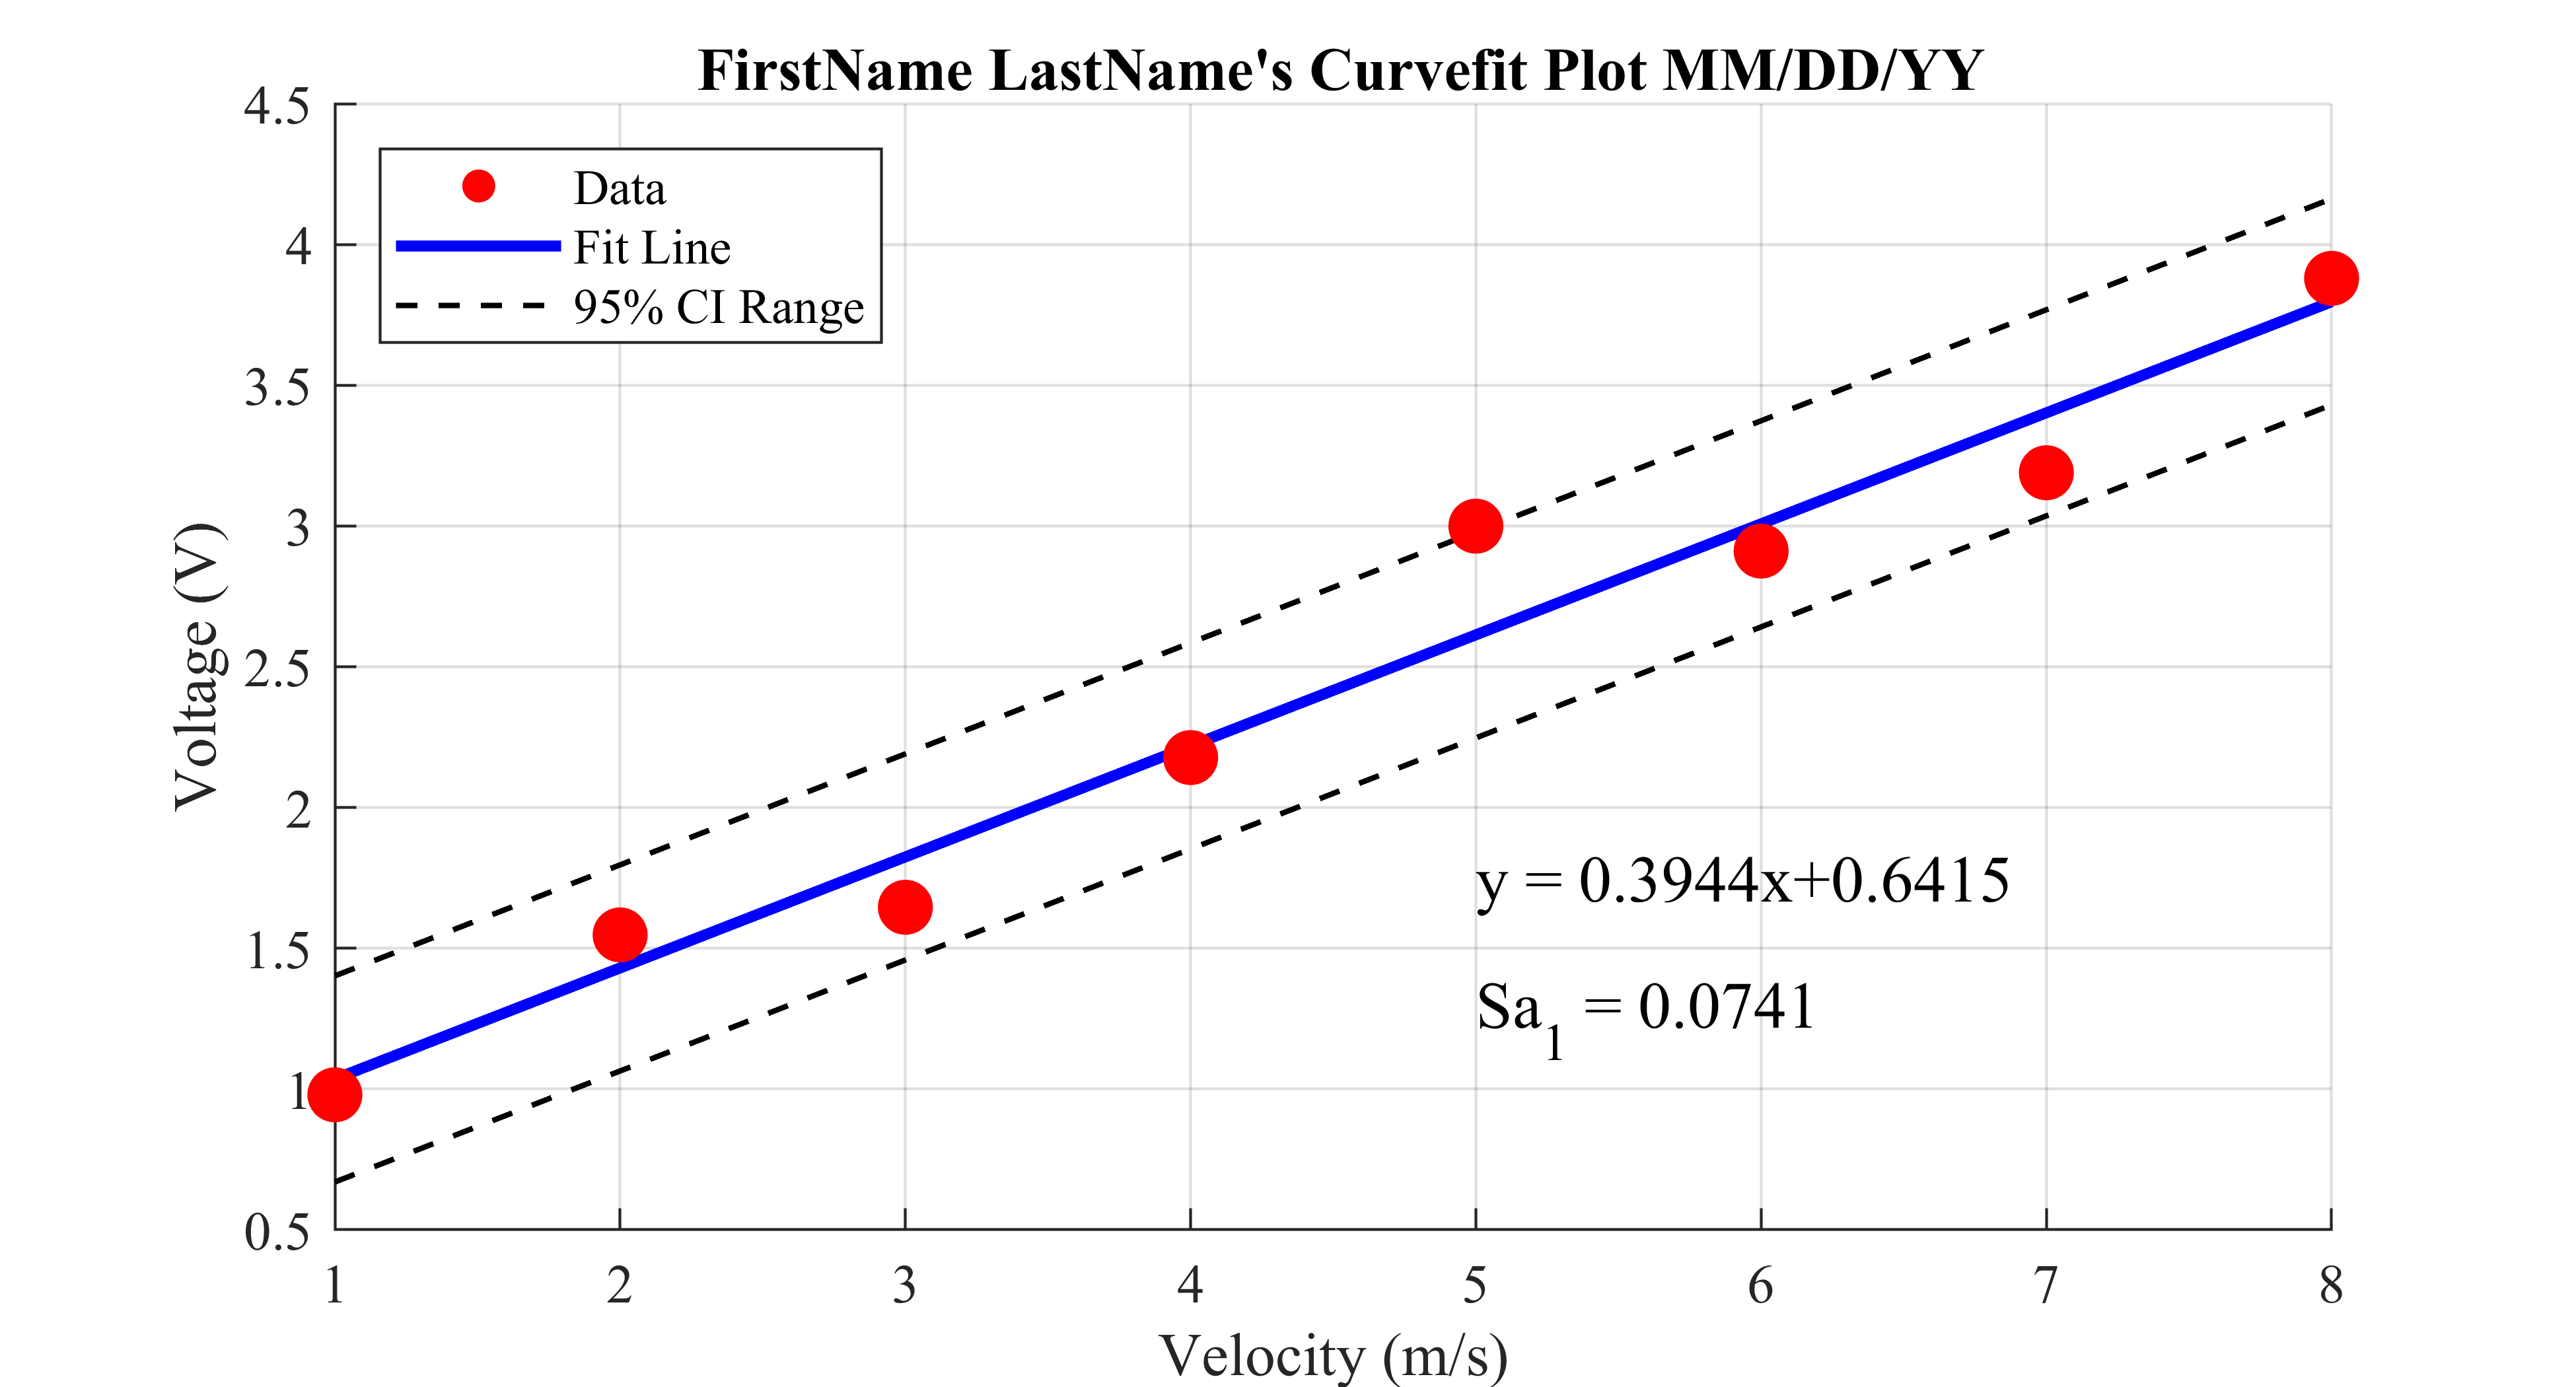 FirstName LastName's Curvefit Plot MM/DD/YY
4.5
4
3.5
3
2.5
2
1.5
1
0.5
Voltage (V)
Data
Fit Line
95% CI Range
y = 0.3944x+0.6415
Sa₁ = 0.0741
1 2 3 4 5 6 7 8
Velocity (m/s)